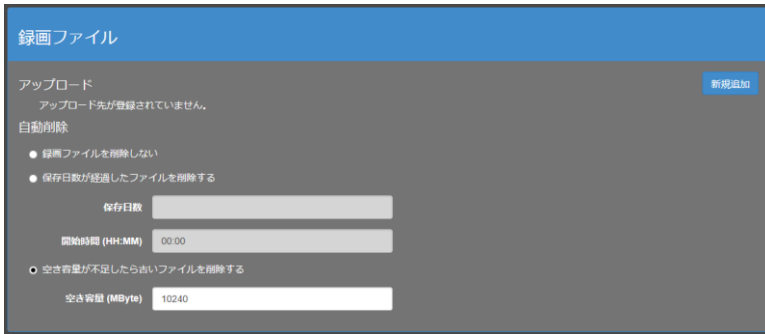 録画ファイル
アップロード
新規追加
アップロード先が登録されていません。
自動削除
録画ファイルを削除しない
保存日数が経過したファイルを削除する
保存日数
開始時間 (HH:MM) 00:00
空き容量が不足したら古いファイルを削除する
空き容量 (MByte) 10240